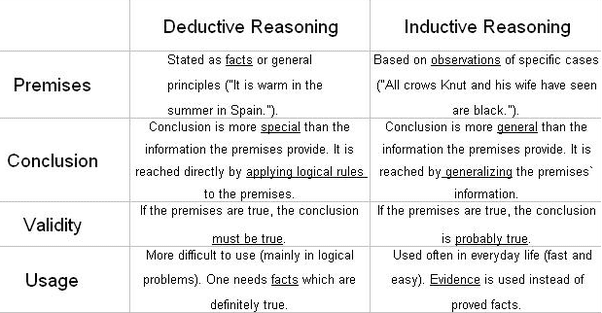 Deductive Reasoning
Inductive Reasoning
Premises
Stated as facts or general
principles ("It is warm in the
summer in Spain.").
Based on observations of specific cases
("All crows Knut and his wife have seen
are black.").
Conclusion
Conclusion is more special than the
information the premises provide. It is
reached directly by applying logical rules
to the premises.
Conclusion is more general than the
information the premises provide. It is
reached by generalizing the premises`
information.
Validity
If the premises are true, the conclusion
must be true.
If the premises are true, the conclusion
is probably true.
Usage
More difficult to use (mainly in logical
problems). One needs facts which are
definitely true.
Used often in everyday life (fast and
easy). Evidence is used instead of
proved facts.